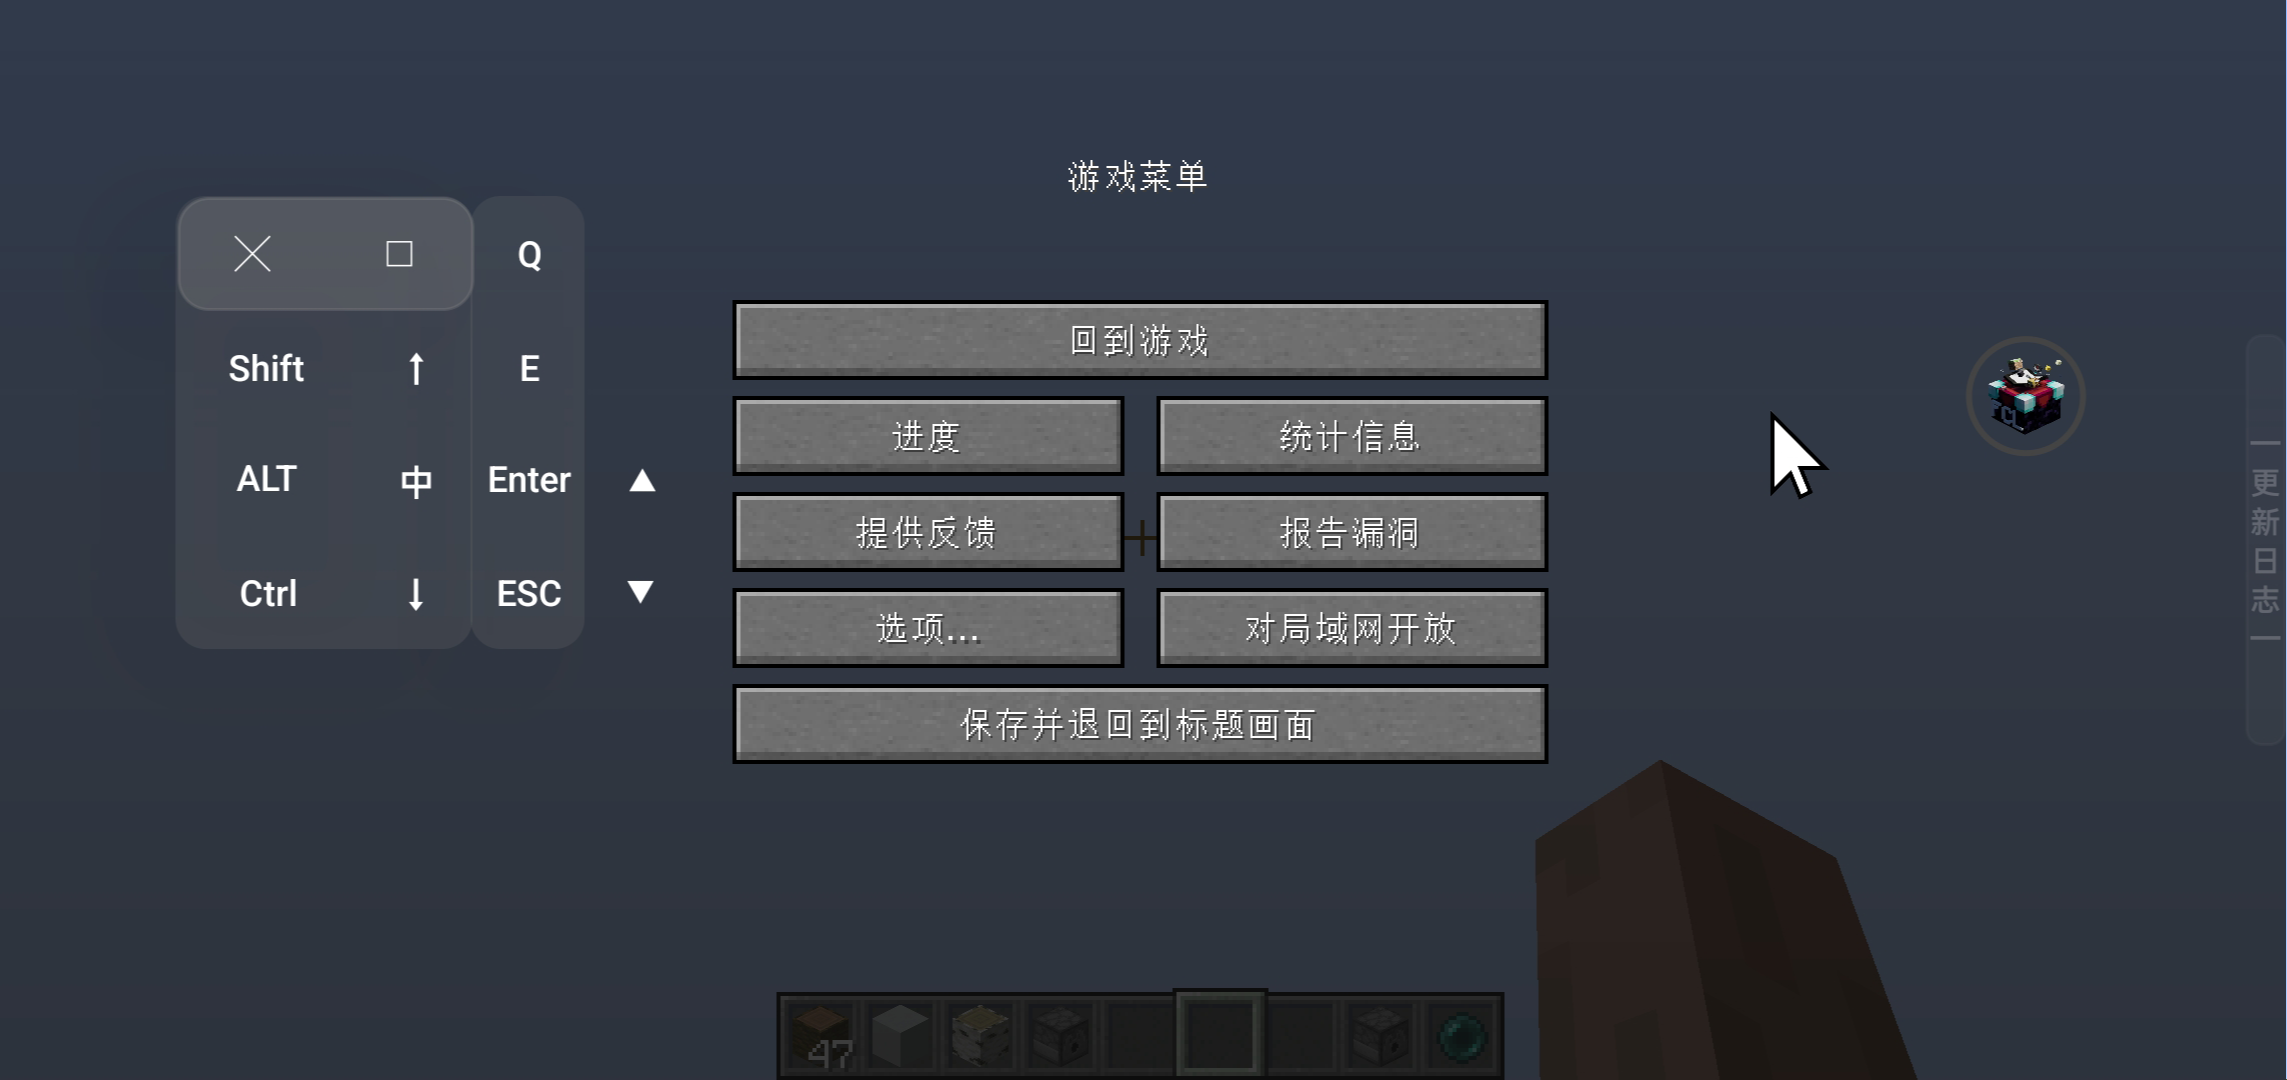 游戏菜单
Q
回到游戏
Shift ↑ E
进度 统计信息
ALT 中 Enter ▲
提供反馈 报告漏洞
Ctrl ↓ ESC ▼
选项... 对局域网开放
保存并退回到标题画面
更新日志
47